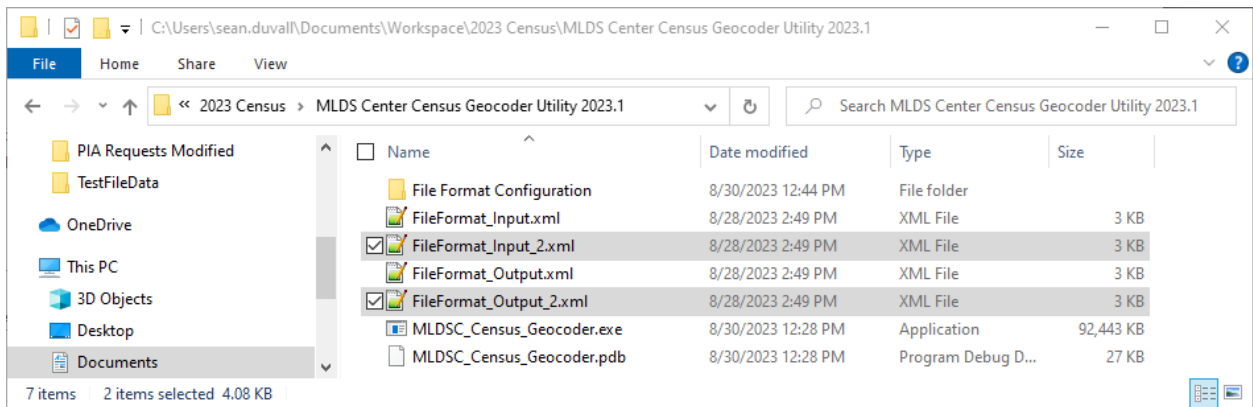 C:\Users\sean.duvall\Documents\Workspace\2023 Census\MLDS Center Census Geocoder Utility 2023.1
File Home Share View ?
« 2023 Census > MLDS Center Census Geocoder Utility 2023.1 Search MLDS Center Census Geocoder Utility 2023.1
PIA Requests Modified
TestFileData
OneDrive
This PC
3D Objects
Desktop
Documents
Name Date modified Type Size
File Format Configuration 8/30/2023 12:44 PM File folder
FileFormat_Input.xml 8/28/2023 2:49 PM XML File 3 KB
FileFormat_Input_2.xml 8/28/2023 2:49 PM XML File 3 KB
FileFormat_Output.xml 8/28/2023 2:49 PM XML File 3 KB
FileFormat_Output_2.xml 8/28/2023 2:49 PM XML File 3 KB
MLDSC_Census_Geocoder.exe 8/30/2023 12:28 PM Application 92,443 KB
MLDSC_Census_Geocoder.pdb 8/30/2023 12:28 PM Program Debug D... 27 KB
7 items 2 items selected 4.08 KB